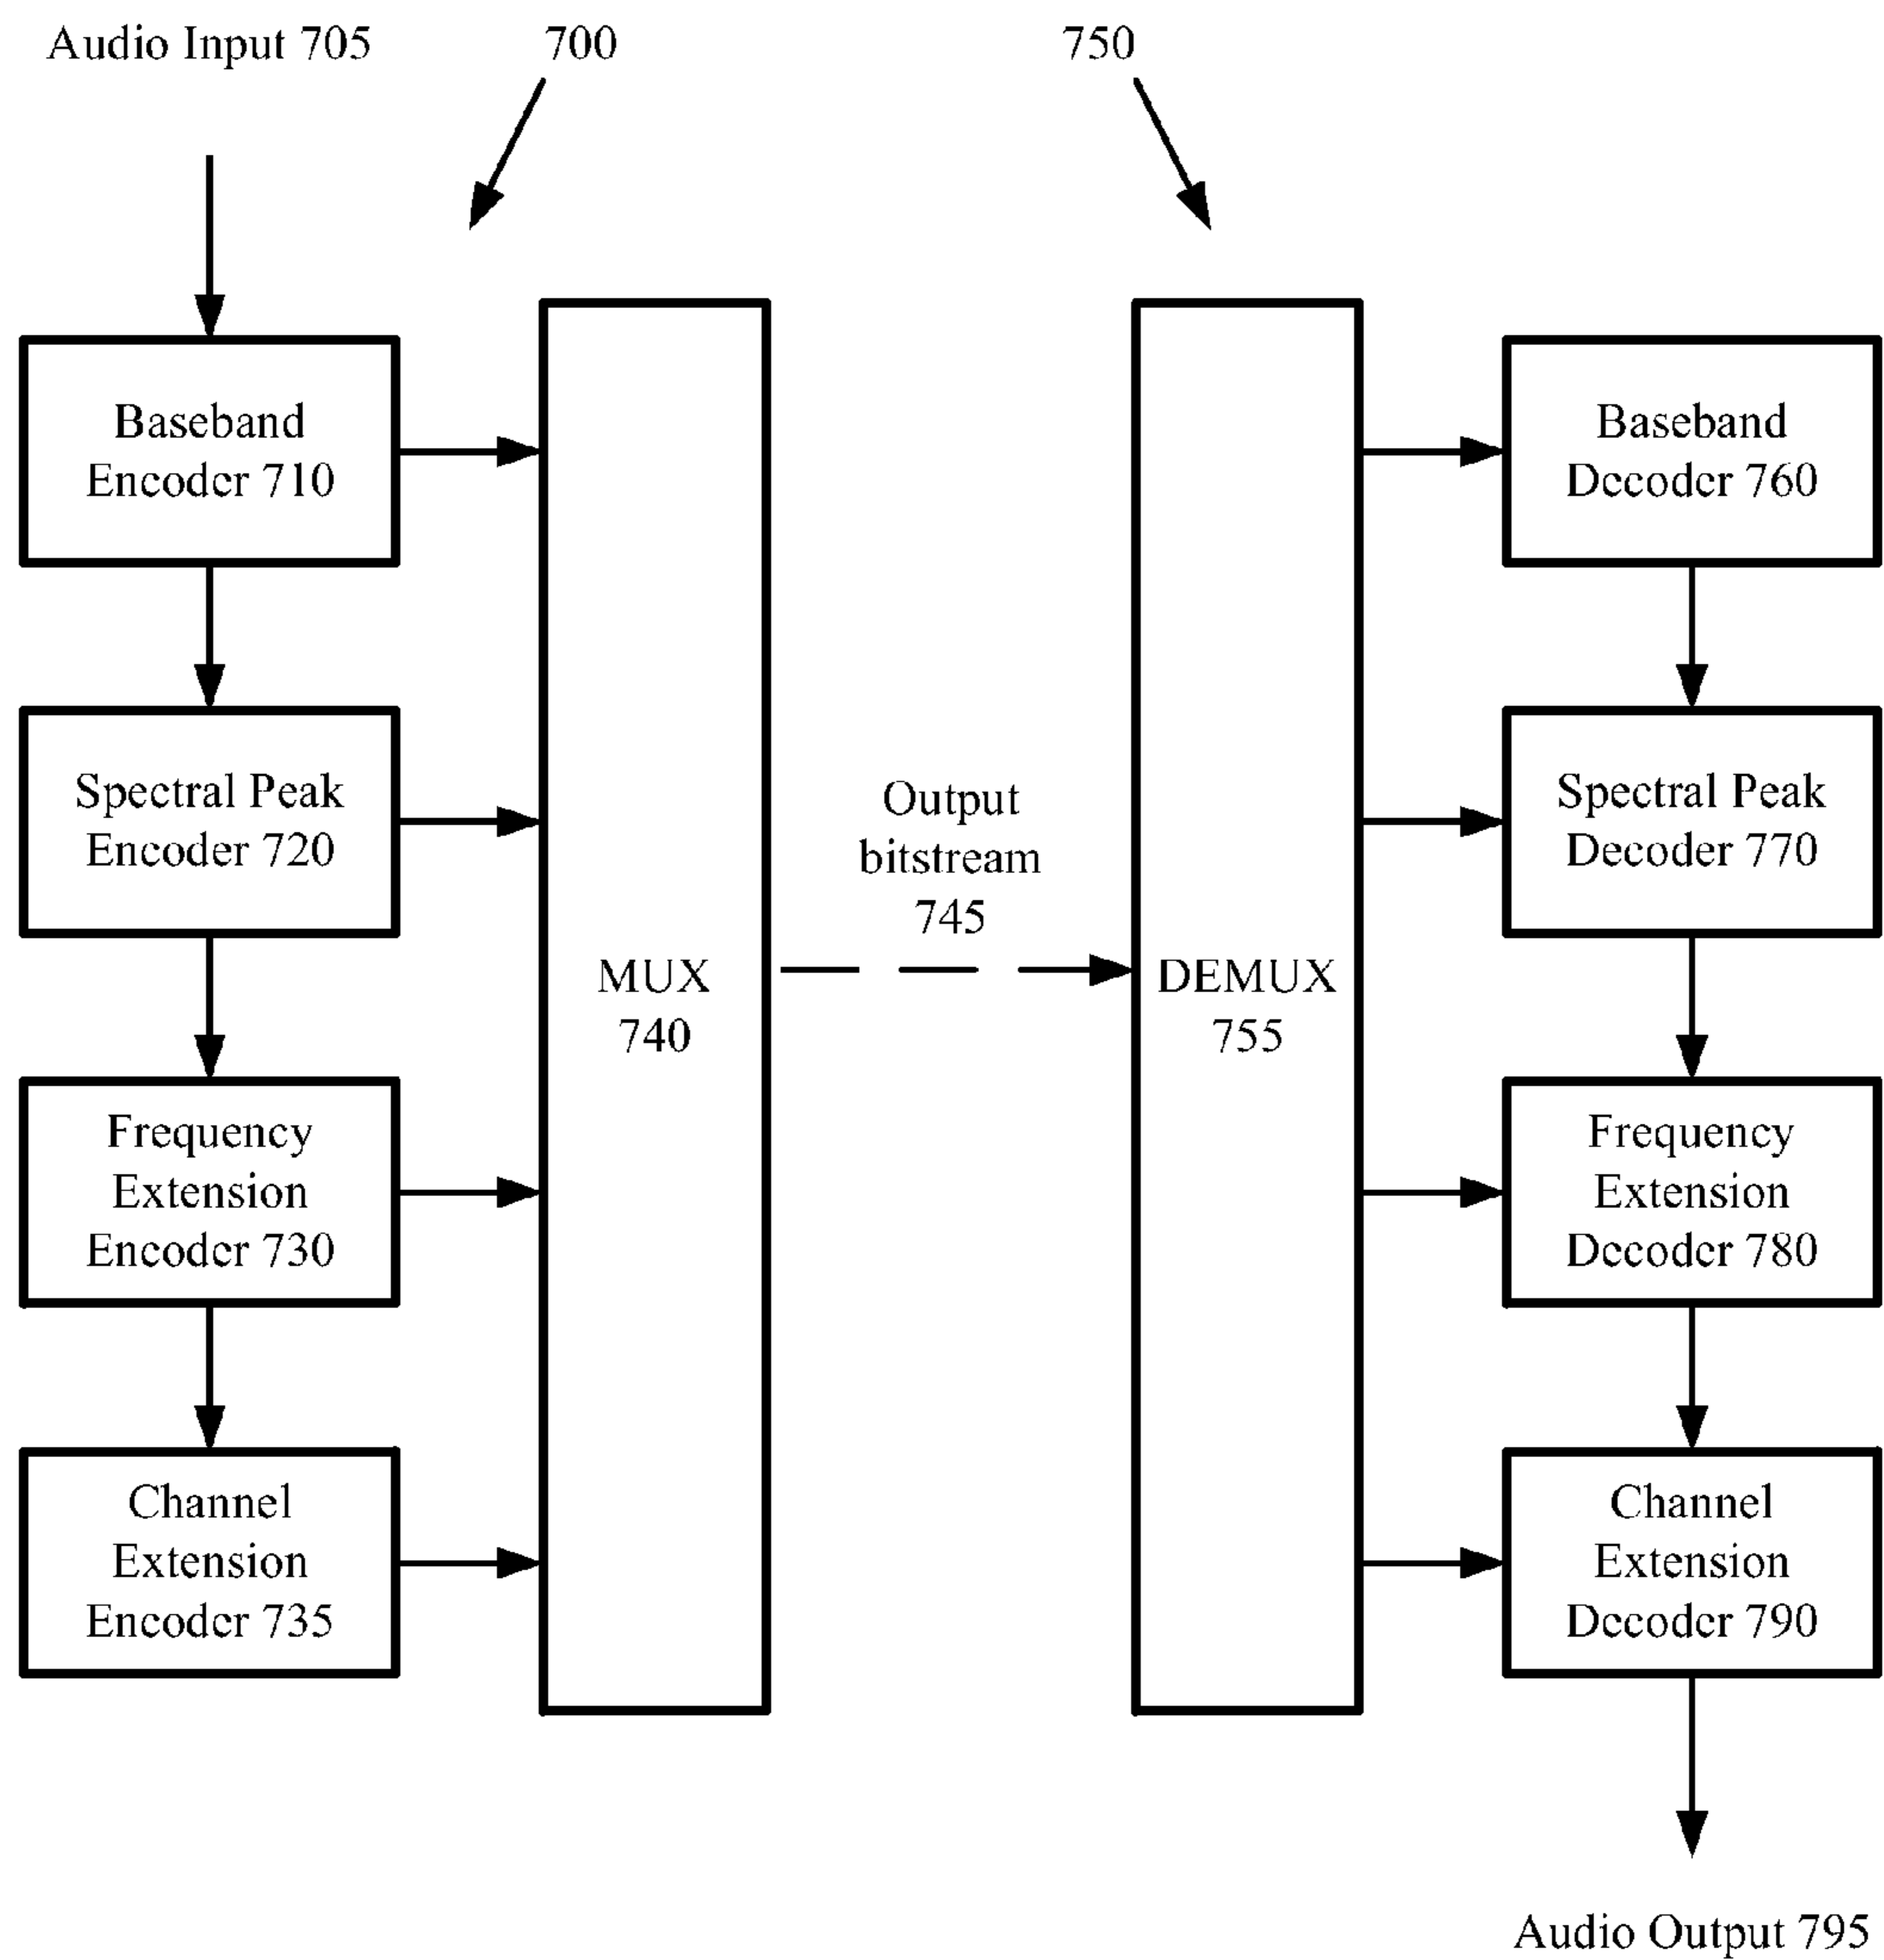 Audio Input 705
700
750
Baseband
Encoder 710
Spectral Peak
Encoder 720
Frequency
Extension
Encoder 730
Channel
Extension
Encoder 735
MUX
740
Output
bitstream
745
DEMUX
755
Baseband
Decoder 760
Spectral Peak
Decoder 770
Frequency
Extension
Decoder 780
Channel
Extension
Decoder 790
Audio Output 795